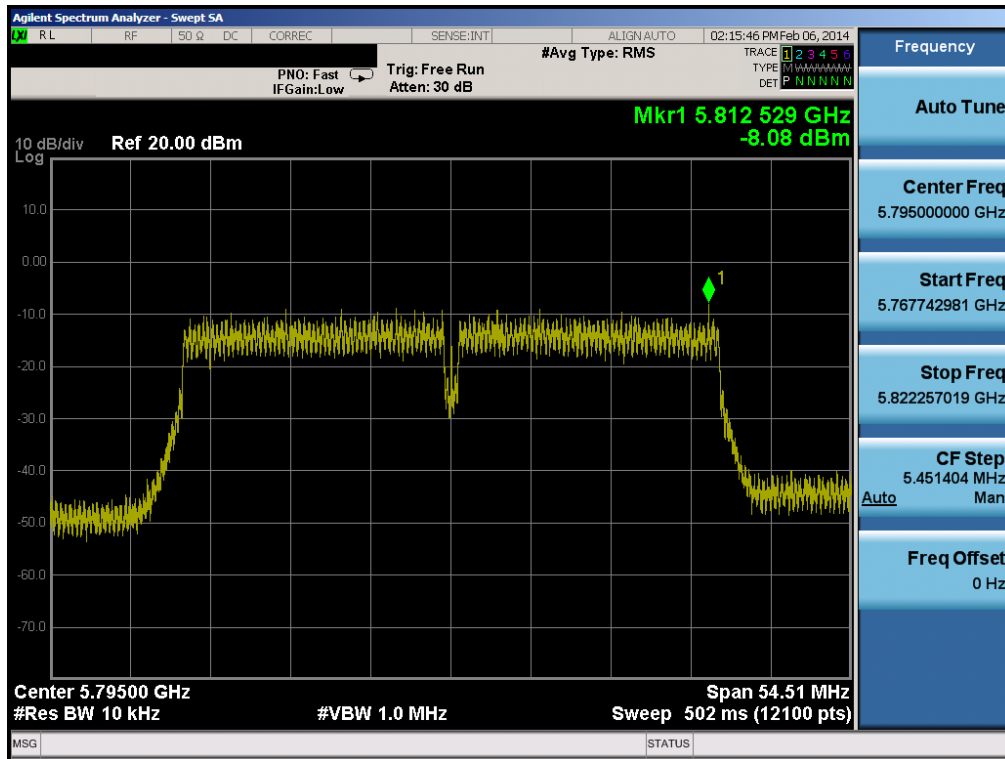 Agilent Spectrum Analyzer - Swept SA
LXI RL RF 50 Ω DC CORREC SENSE:INT ALIGN AUTO 02:15:46 PM Feb 06, 2014
#Avg Type: RMS
TRACE 1 2 3 4 5 6
PNO: Fast Trig: Free Run
TYPE M WWWWW
IFGain:Low Atten: 30 dB
DET P N N N N N
Mkr1 5.812 529 GHz
-8.08 dBm
10 dB/div Ref 20.00 dBm
Log
1
10.0
0.00
-10.0
-20.0
-30.0
-40.0
-50.0
-60.0
-70.0
Center 5.79500 GHz Span 54.51 MHz
#Res BW 10 kHz #VBW 1.0 MHz Sweep 502 ms (12100 pts)
MSG STATUS
Frequency
Auto Tune
Center Freq
5.795000000 GHz
Start Freq
5.767742981 GHz
Stop Freq
5.822257019 GHz
CF Step
5.451404 MHz
Auto Man
Freq Offset
0 Hz